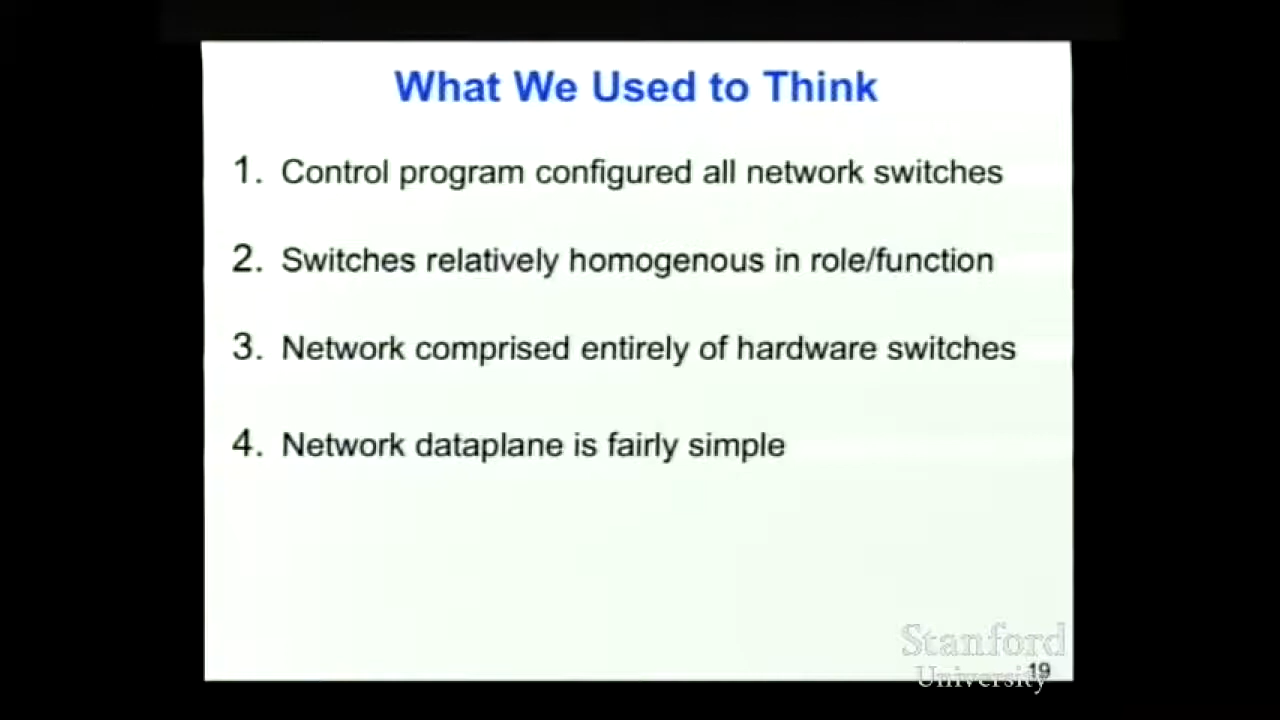 What We Used to Think
1. Control program configured all network switches
2. Switches relatively homogenous in role/function
3. Network comprised entirely of hardware switches
4. Network dataplane is fairly simple
Stanford
University
19